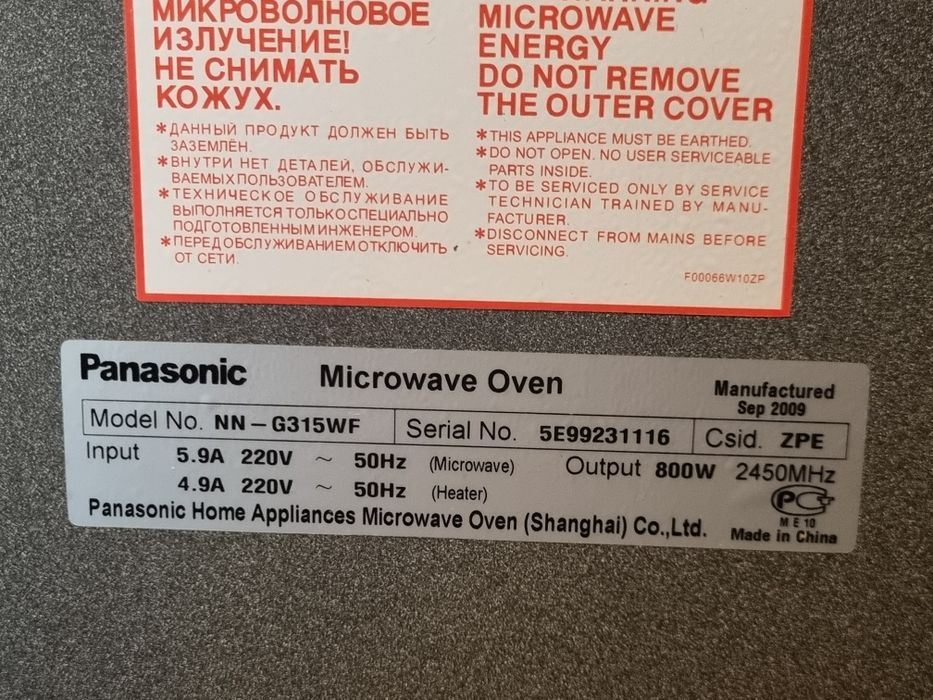 МИКРОВОЛНОВОЕ
ИЗЛУЧЕНИЕ!
НЕ СНИМАТЬ
КОЖУХ.
*ДАННЫЙ ПРОДУКТ ДОЛЖЕН БЫТЬ
ЗАЗЕМЛЁН.
*ВНУТРИ НЕТ ДЕТАЛЕЙ, ОБСЛУЖИ-
ВАЕМЫХ ПОЛЬЗОВАТЕЛЕМ.
*ТЕХНИЧЕСКОЕ ОБСЛУЖИВАНИЕ
ВЫПОЛНЯЕТСЯ ТОЛЬКО СПЕЦИАЛЬНО
ПОДГОТОВЛЕННЫМ ИНЖЕНЕРОМ.
*ПЕРЕД ОБСЛУЖИВАНИЕМ ОТКЛЮЧИТЬ
ОТ СЕТИ.
MICROWAVE
ENERGY
DO NOT REMOVE
THE OUTER COVER
*THIS APPLIANCE MUST BE EARTHED.
*DO NOT OPEN. NO USER SERVICEABLE
PARTS INSIDE.
*TO BE SERVICED ONLY BY SERVICE
TECHNICIAN TRAINED BY MANU-
FACTURER.
*DISCONNECT FROM MAINS BEFORE
SERVICING.
F00066W10ZP
Panasonic Microwave Oven Manufactured
Sep 2009
Model No. NN-G315WF Serial No. 5E99231116 Csid. ZPE
Input 5.9A 220V ~ 50Hz (Microwave) Output 800W 2450MHz
4.9A 220V ~ 50Hz (Heater)
РСТ
ME10
Panasonic Home Appliances Microwave Oven (Shanghai) Co.,Ltd. Made in China